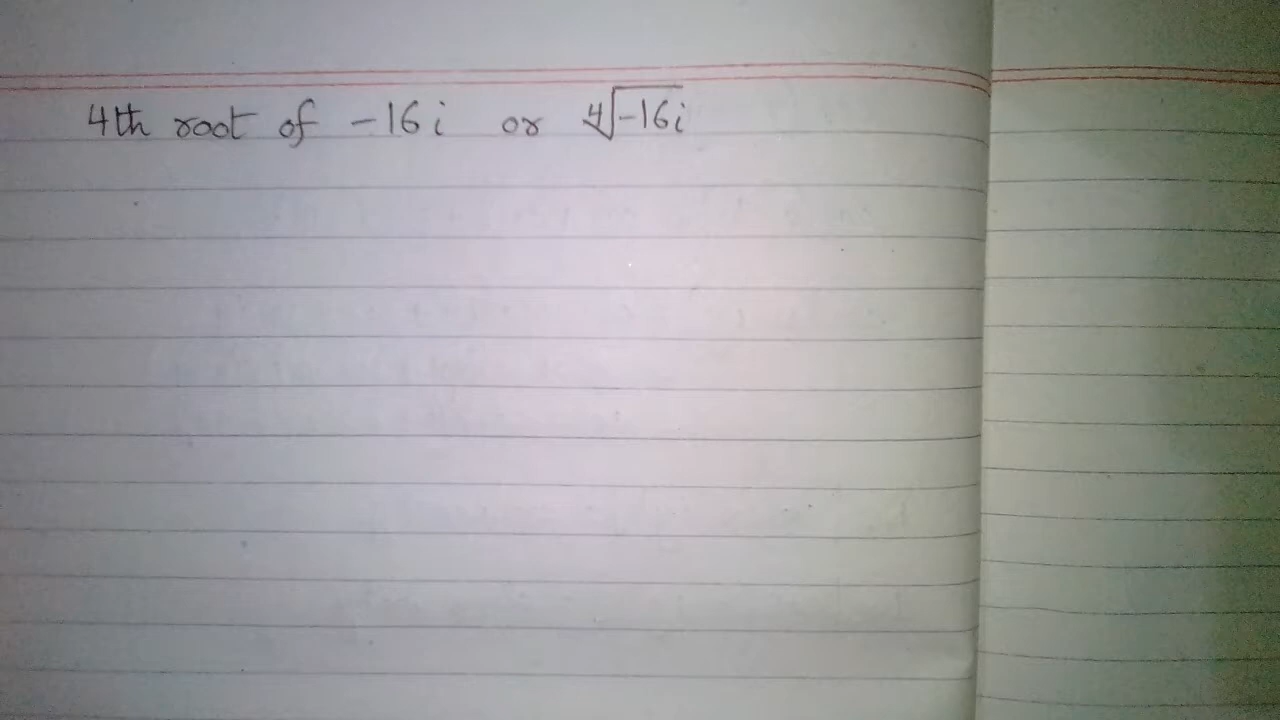 4th root of -16i or ∜-16i